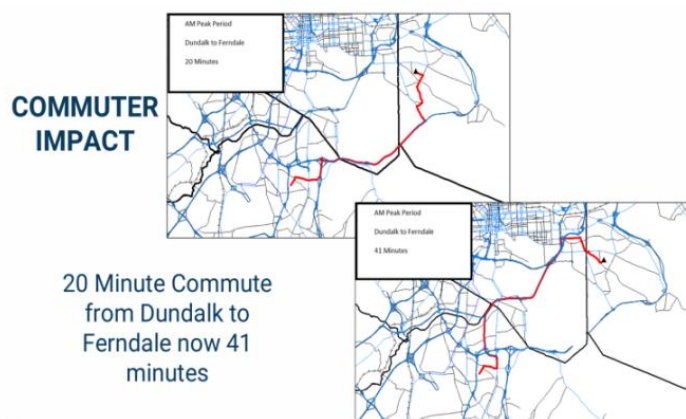 AM Peak Period
Dundalk to Ferndale
20 Minutes
COMMUTER
IMPACT
AM Peak Period
Dundalk to Ferndale
41 Minutes
20 Minute Commute
from Dundalk to
Ferndale now 41
minutes